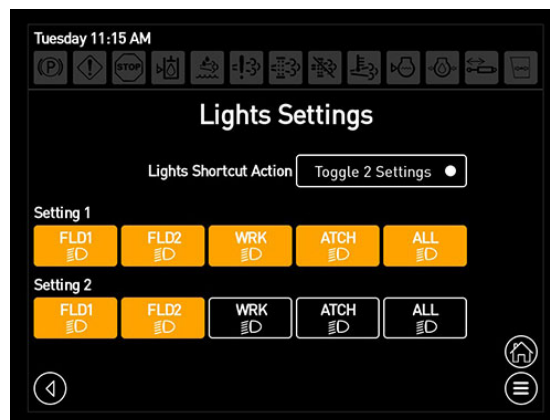 Tuesday 11:15 AM
(P) STOP
Lights Settings
Lights Shortcut Action Toggle 2 Settings
Setting 1
FLD1 FLD2 WRK ATCH ALL
Setting 2
FLD1 FLD2 WRK ATCH ALL